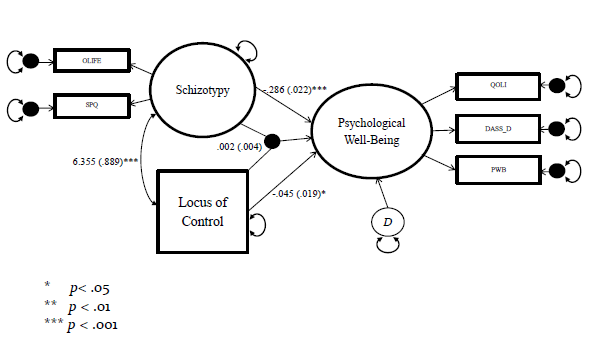 OLIFE
SPQ
Schizotypy
-.286 (.022)***
QOLI
Psychological
Well-Being
DASS_D
PWB
.002 (.004)
6.355 (.889)***
Locus of
Control
-.045 (.019)*
D
* p< .05
** p < .01
*** p < .001